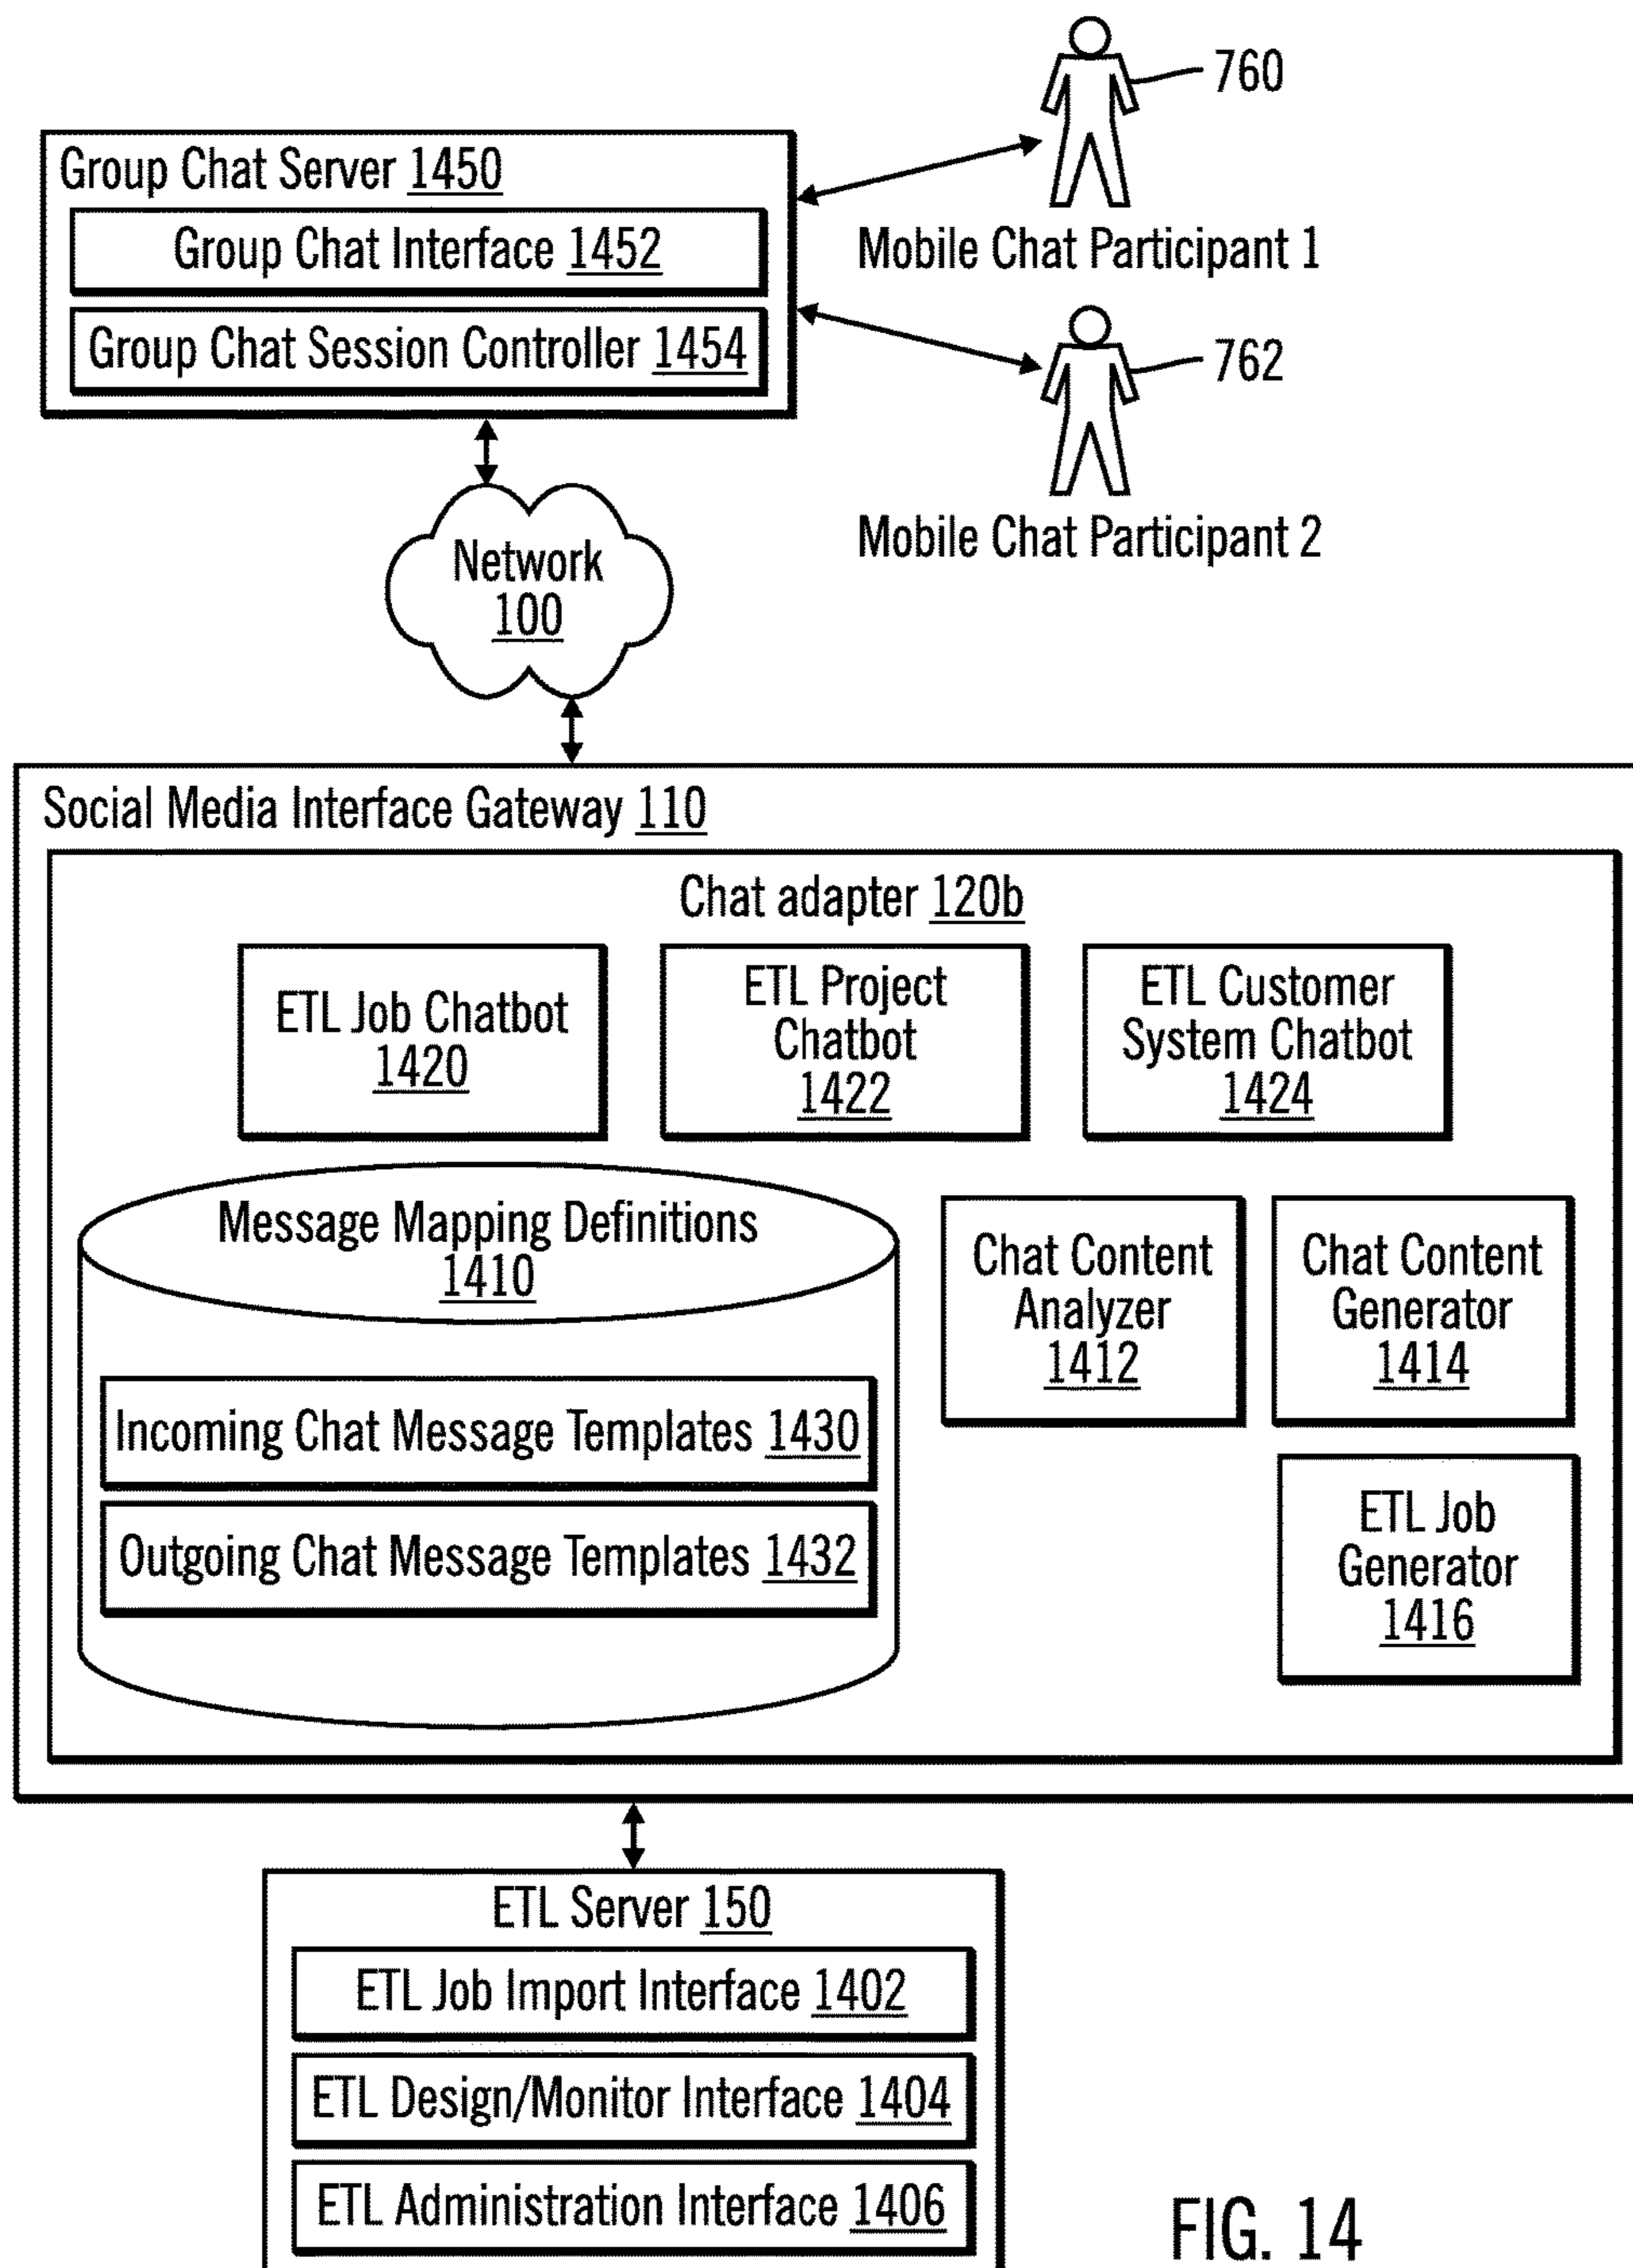 760
Group Chat Server 1450
Group Chat Interface 1452
Mobile Chat Participant 1
Group Chat Session Controller 1454
762
Mobile Chat Participant 2
Network
100
Social Media Interface Gateway 110
Chat adapter 120b
ETL Job Chatbot
1420
ETL Project
Chatbot
1422
ETL Customer
System Chatbot
1424
Message Mapping Definitions
1410
Incoming Chat Message Templates 1430
Outgoing Chat Message Templates 1432
Chat Content
Analyzer
1412
Chat Content
Generator
1414
ETL Job
Generator
1416
ETL Server 150
ETL Job Import Interface 1402
ETL Design/Monitor Interface 1404
ETL Administration Interface 1406
FIG. 14